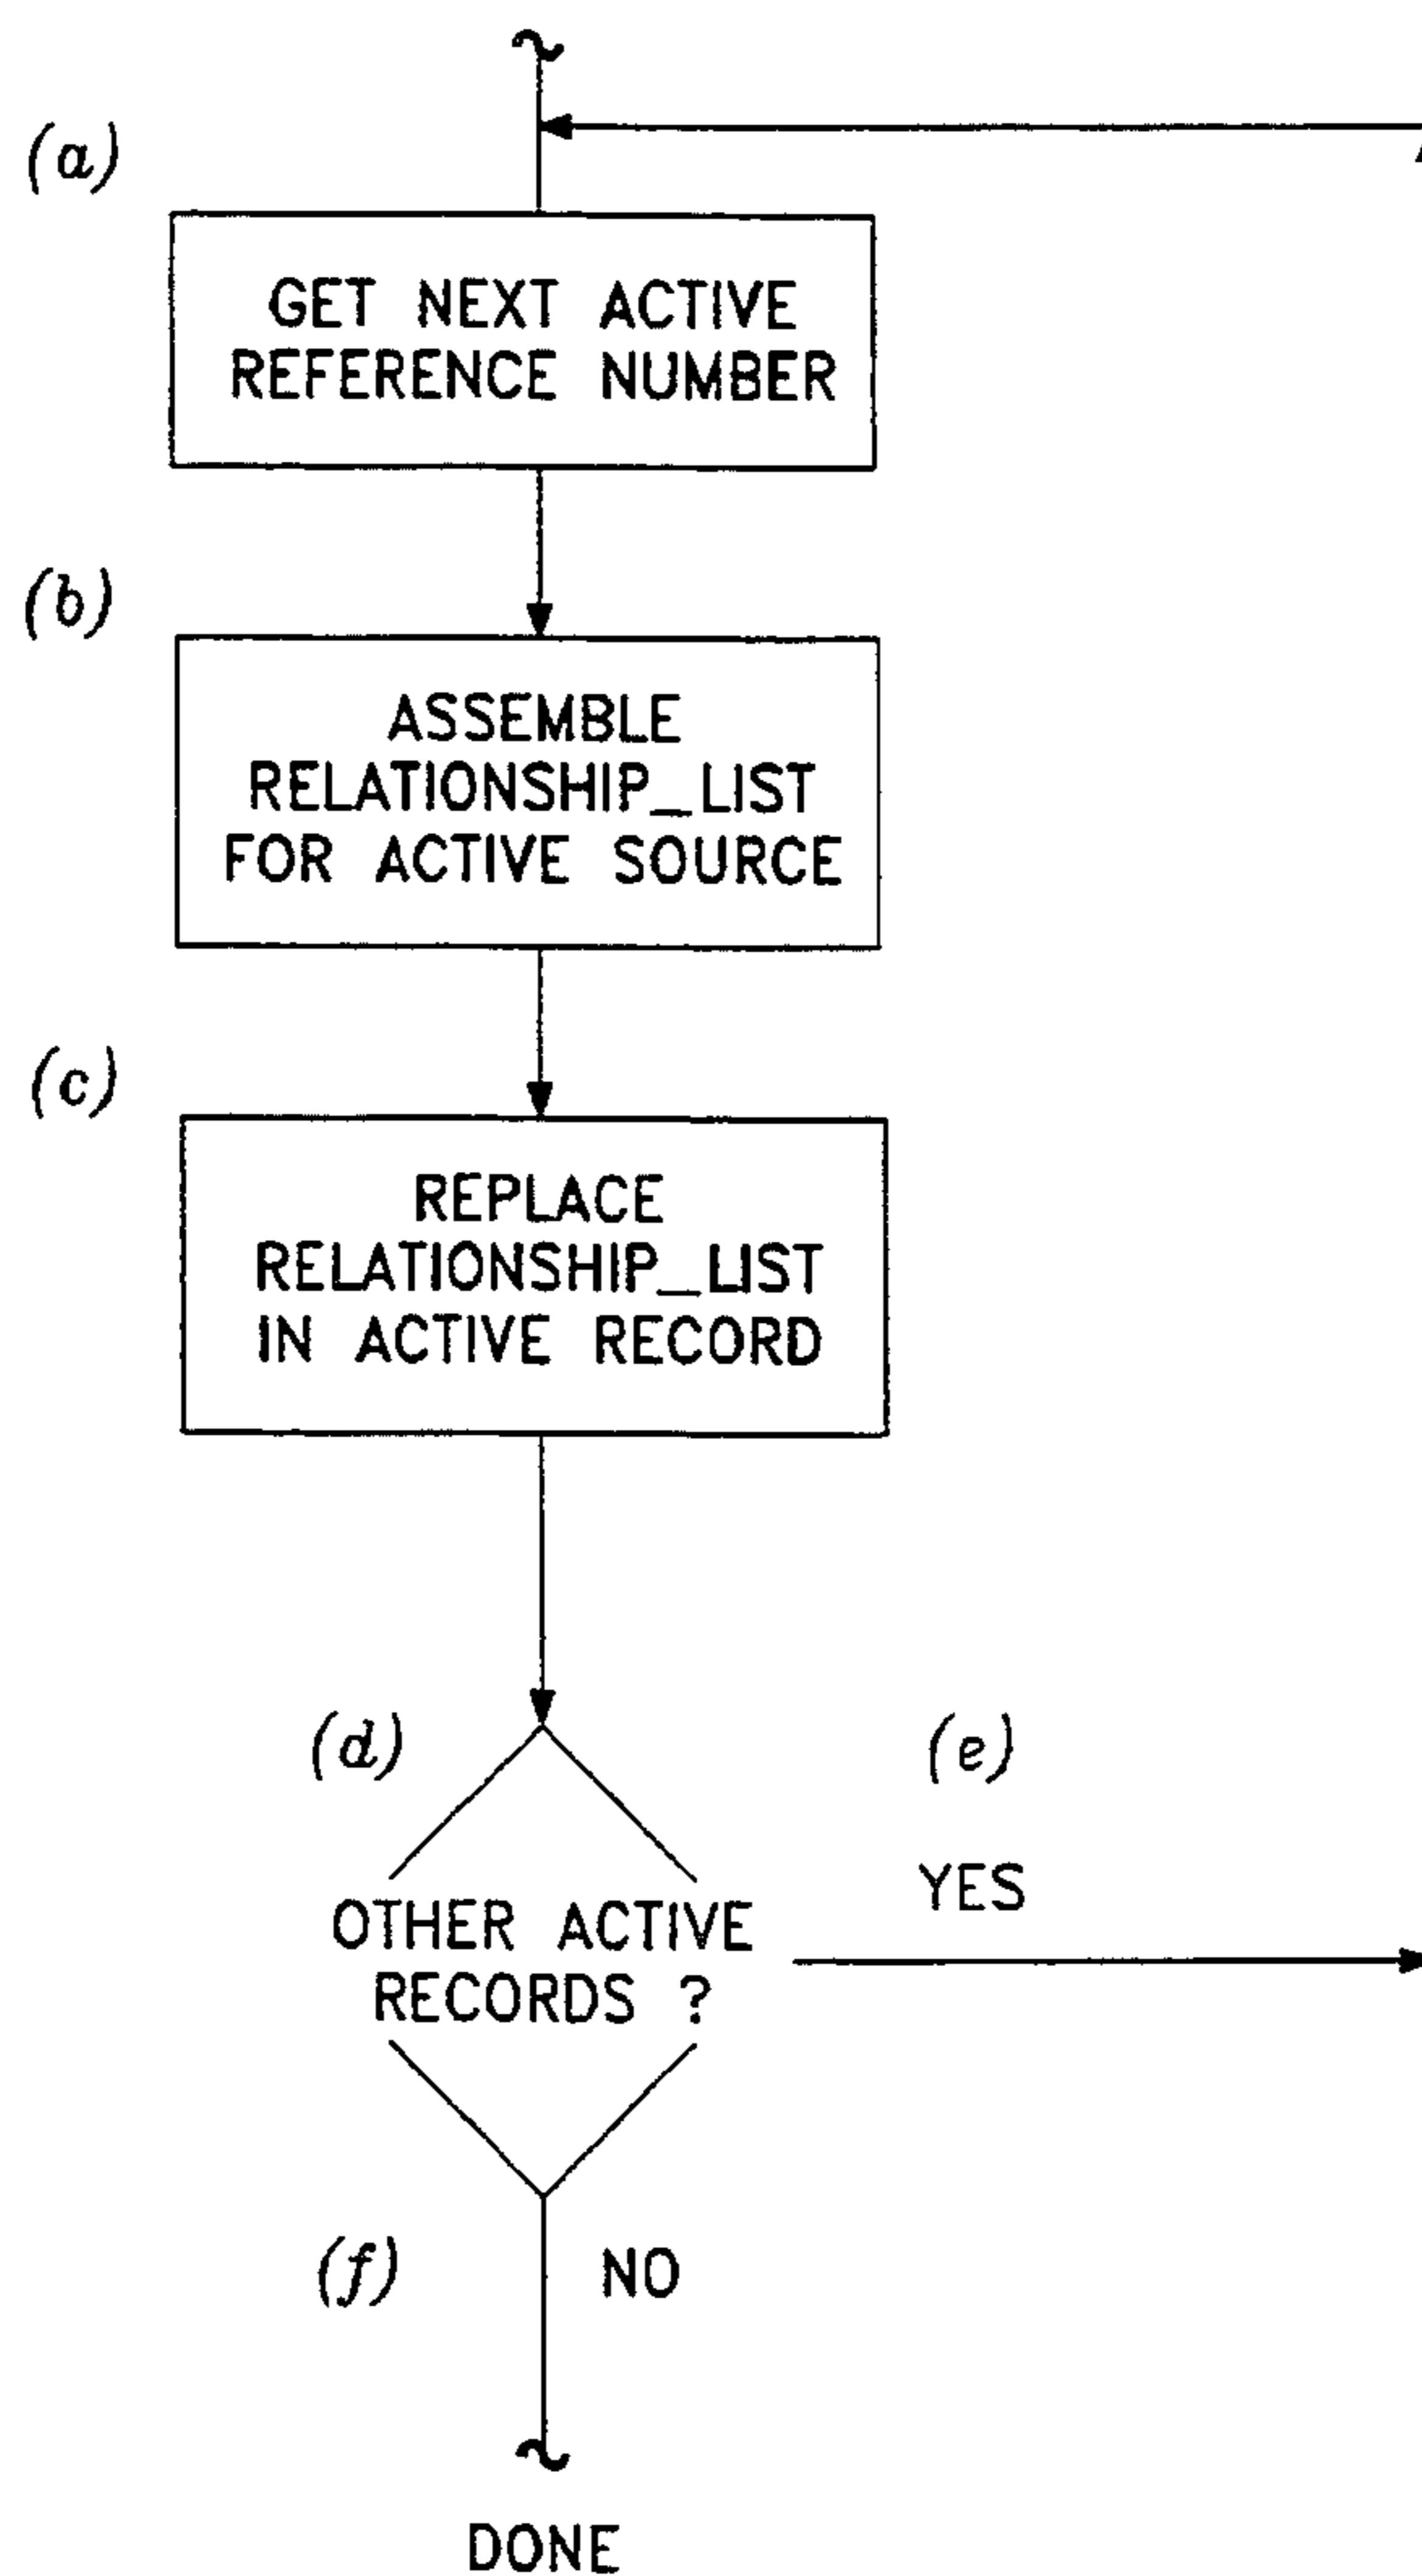 (a)
GET NEXT ACTIVE
REFERENCE NUMBER
(b)
ASSEMBLE
RELATIONSHIP_LIST
FOR ACTIVE SOURCE
(c)
REPLACE
RELATIONSHIP_LIST
IN ACTIVE RECORD
(d)
(e)
YES
OTHER ACTIVE
RECORDS ?
(f)
NO
DONE